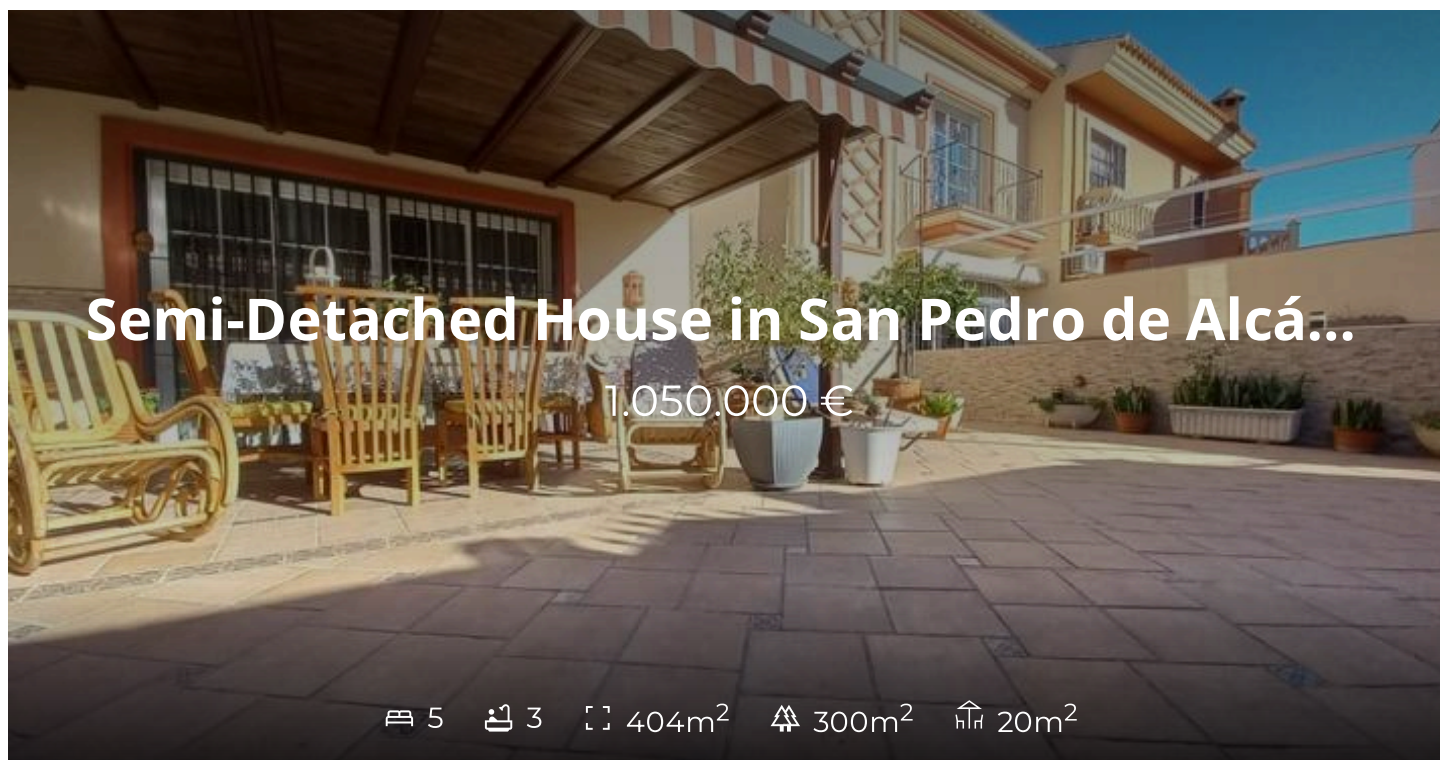 Semi-Detached House in San Pedro de Alcá...
1.050.000 €
5 3 404m² 300m² 20m²